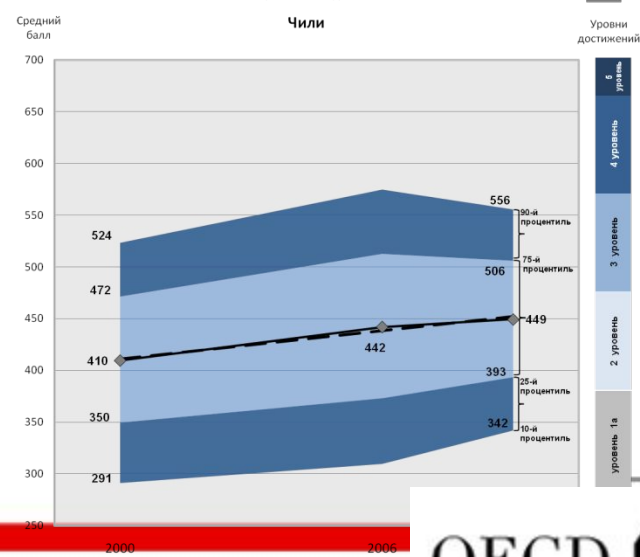 Средний
балл
Чили
Уровни
достижений
700
650
600
550
500
450
400
350
300
250
524
472
410
350
291
442
556
506
449
393
342
90-й
процентиль
75-й
процентиль
25-й
процентиль
10-й
процентиль
5
уровень
4 уровень
3 уровень
2 уровень
уровень 1a
2000
2006
OECD